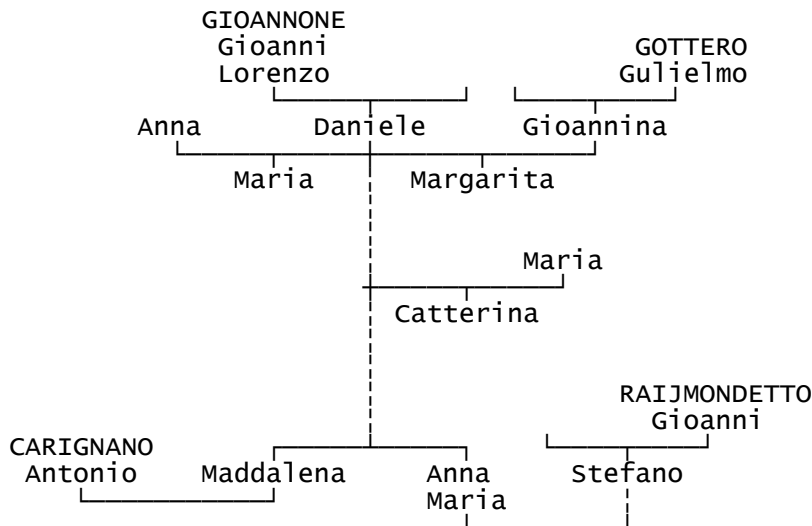 GIOANNONE
Gioanni GOTTERO
Lorenzo Gulielmo
Anna Daniele Gioannina
Maria Margarita
Maria
Catterina
RAIJMONDETTO
Gioanni
CARIGNANO
Antonio Maddalena Anna Stefano
Maria